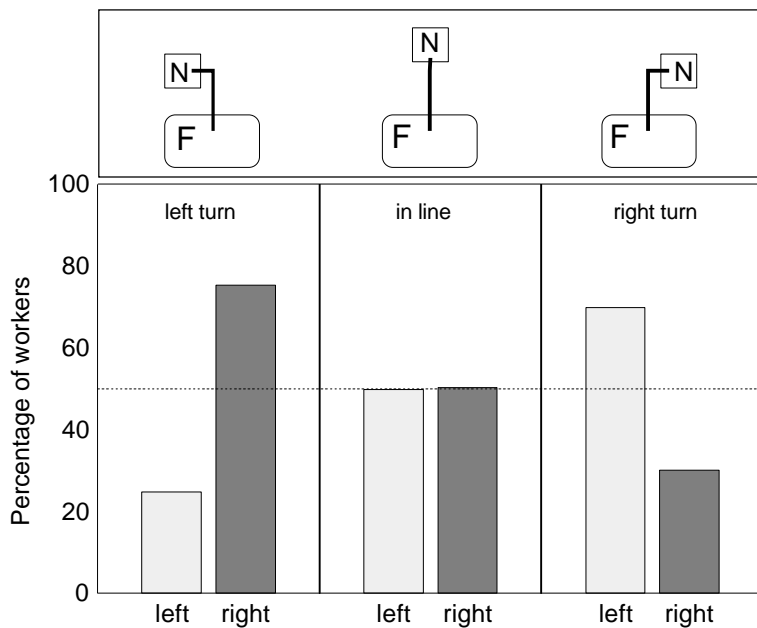 N N N
F F F
100
left turn in line right turn
80
60
40
20
0
Percentage of workers
left right left right left right